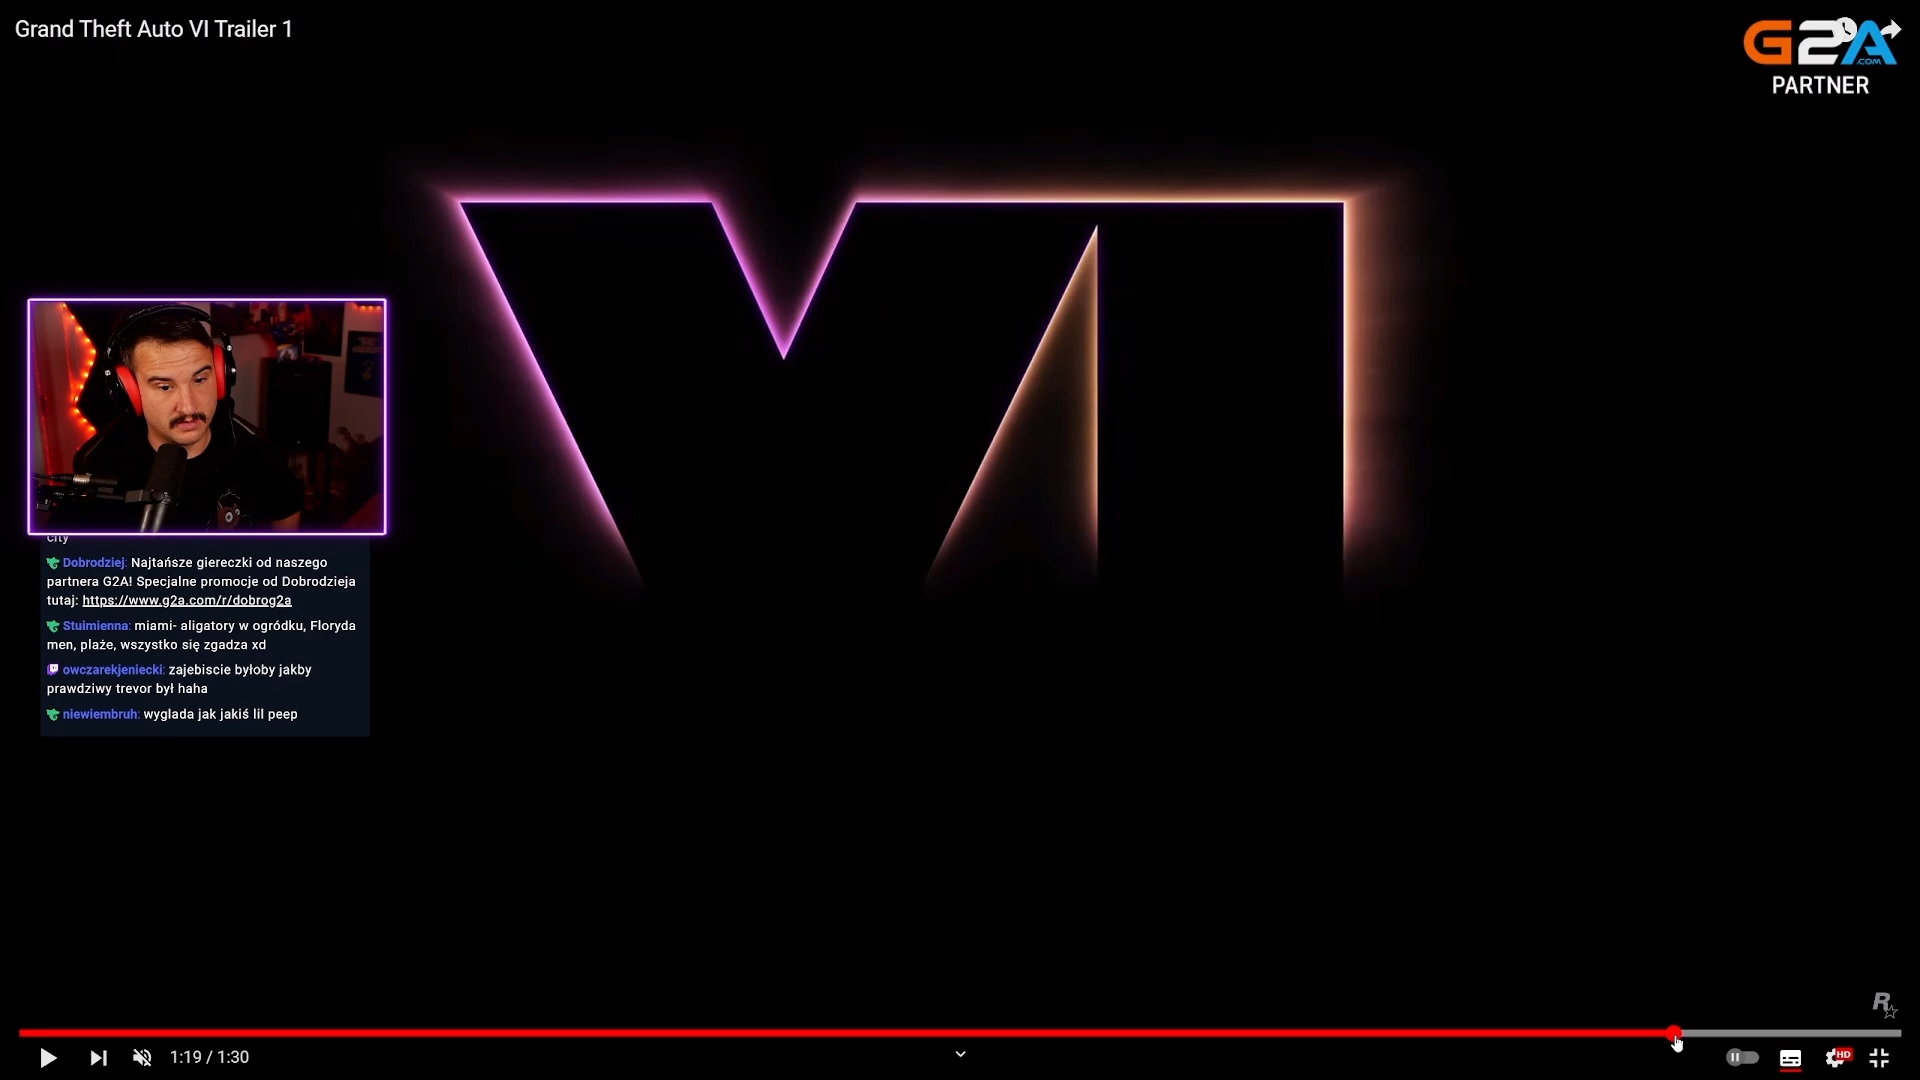 Grand Theft Auto VI Trailer 1
G2A
.COM
PARTNER
VI
city
Dobrodziej: Najtańsze giereczki od naszego
partnera G2A! Specjalne promocje od Dobrodzieja
tutaj: https://www.g2a.com/r/dobrog2a
Stuimienna: miami- aligatory w ogródku, Floryda
men, plaże, wszystko się zgadza xd
owczarekjeniecki: zajebiscie byłoby jakby
prawdziwy trevor był haha
niewiembruh: wyglada jak jakiś lil peep
R
1:19 / 1:30
HD